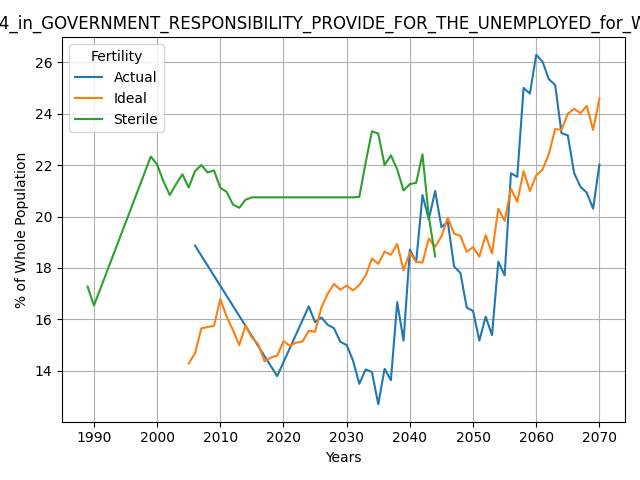 4_in_GOVERNMENT_RESPONSIBILITY_PROVIDE_FOR_THE_UNEMPLOYED_for_W
Fertility
Actual
Ideal
Sterile
% of Whole Population
26
24
22
20
18
16
14
1990 2000 2010 2020 2030 2040 2050 2060 2070
Years